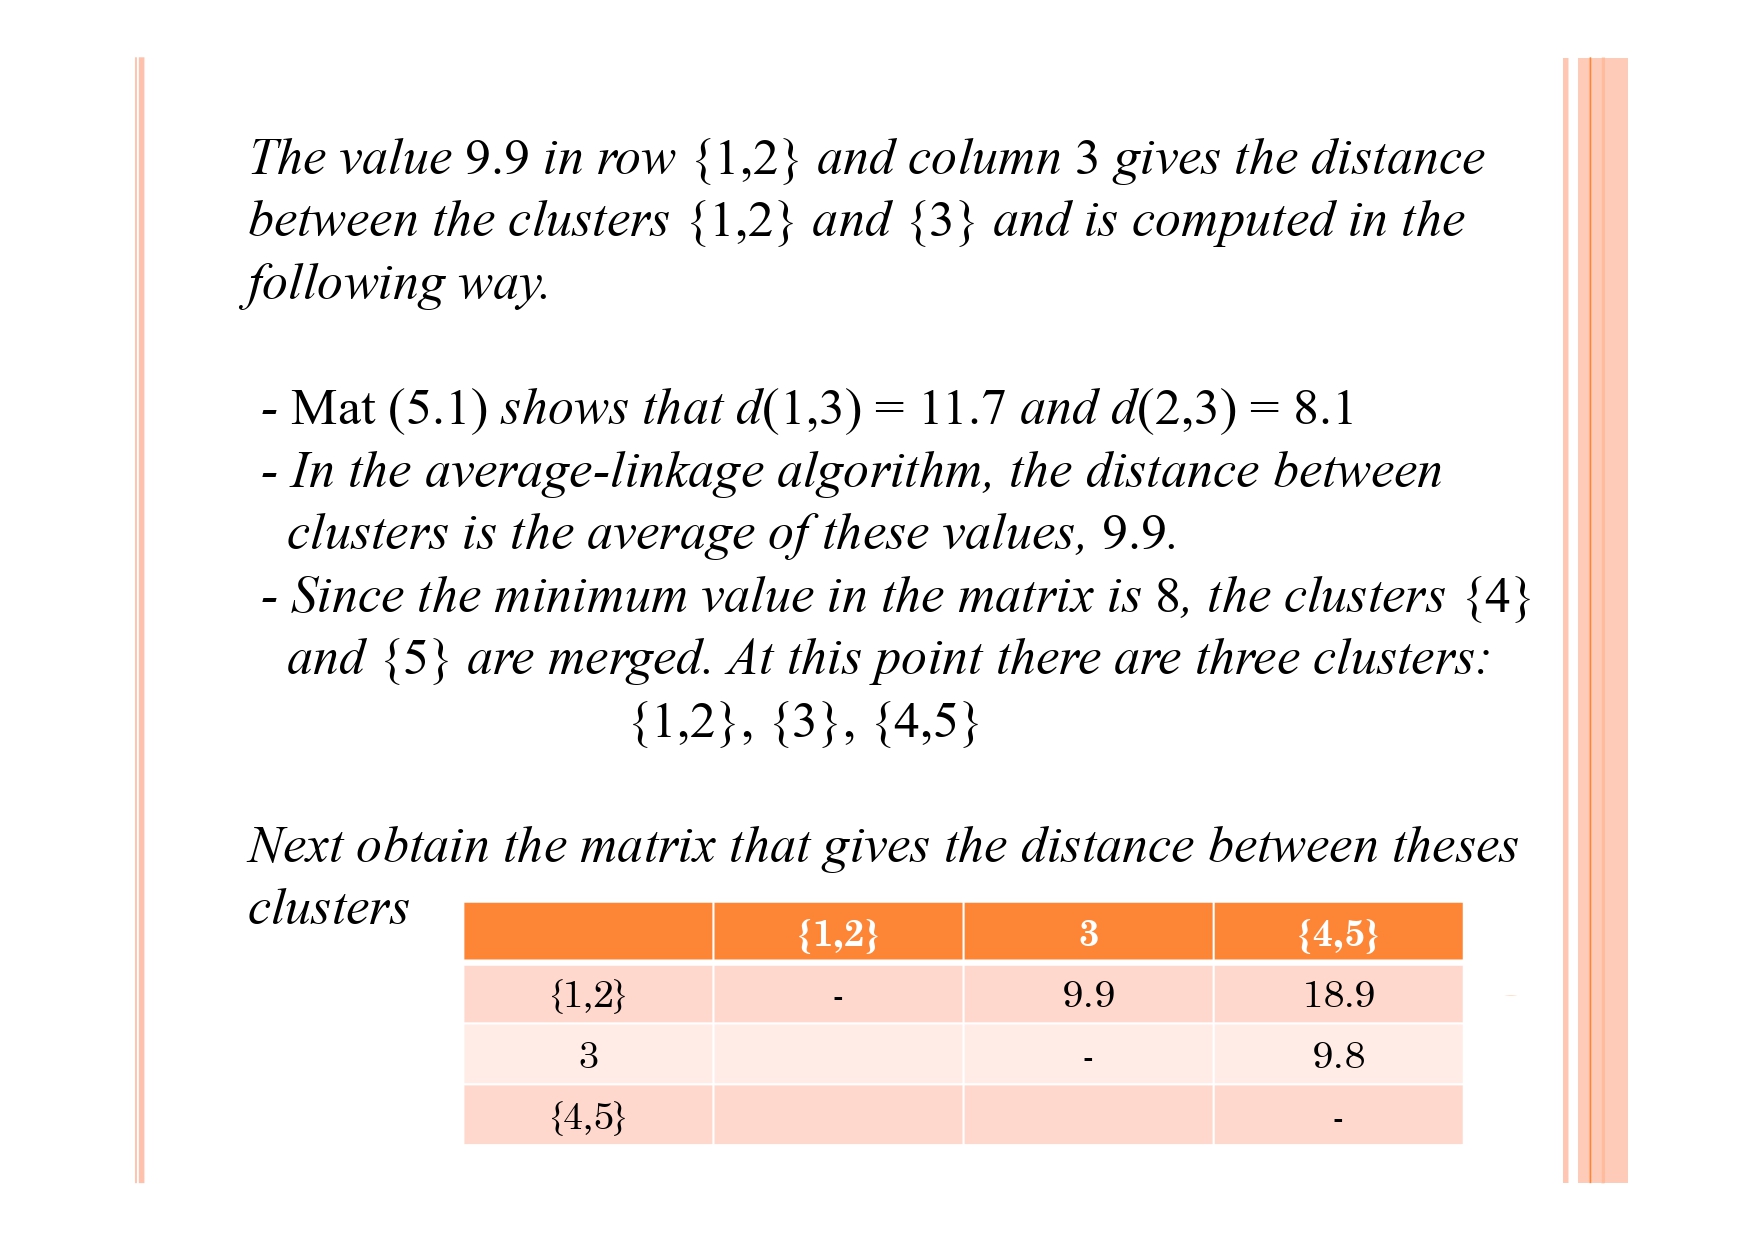 The value 9.9 in row {1,2} and column 3 gives the distance
between the clusters {1,2} and {3} and is computed in the
following way.
- Mat (5.1) shows that d(1,3) = 11.7 and d(2,3) = 8.1
- In the average-linkage algorithm, the distance between
clusters is the average of these values, 9.9.
- Since the minimum value in the matrix is 8, the clusters {4}
and {5} are merged. At this point there are three clusters:
{1,2}, {3}, {4,5}
Next obtain the matrix that gives the distance between theses
clusters
{1,2} 3 {4,5}
{1,2} - 9.9 18.9
3 - 9.8
{4,5} -